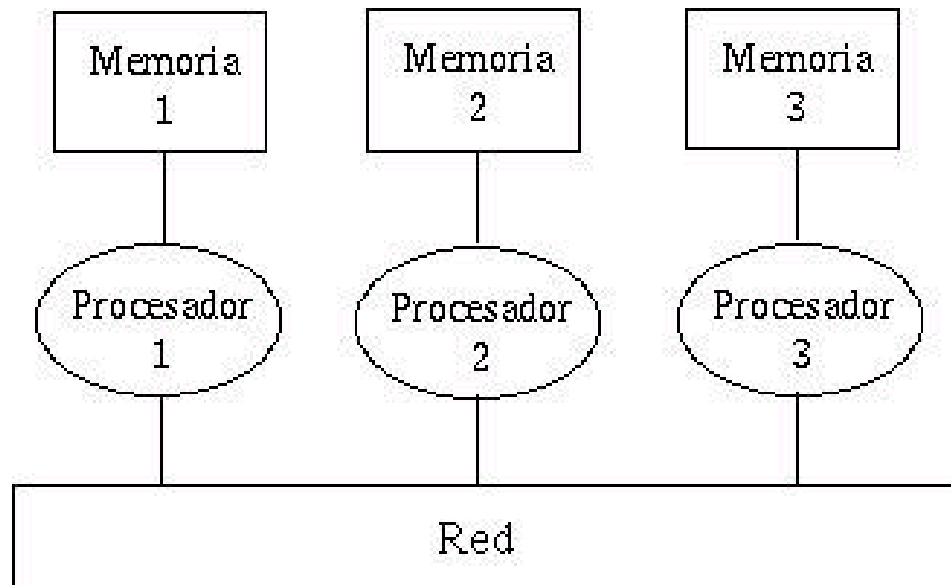 Memoria
1
Memoria
2
Memoria
3
Procesador
1
Procesador
2
Procesador
3
Red